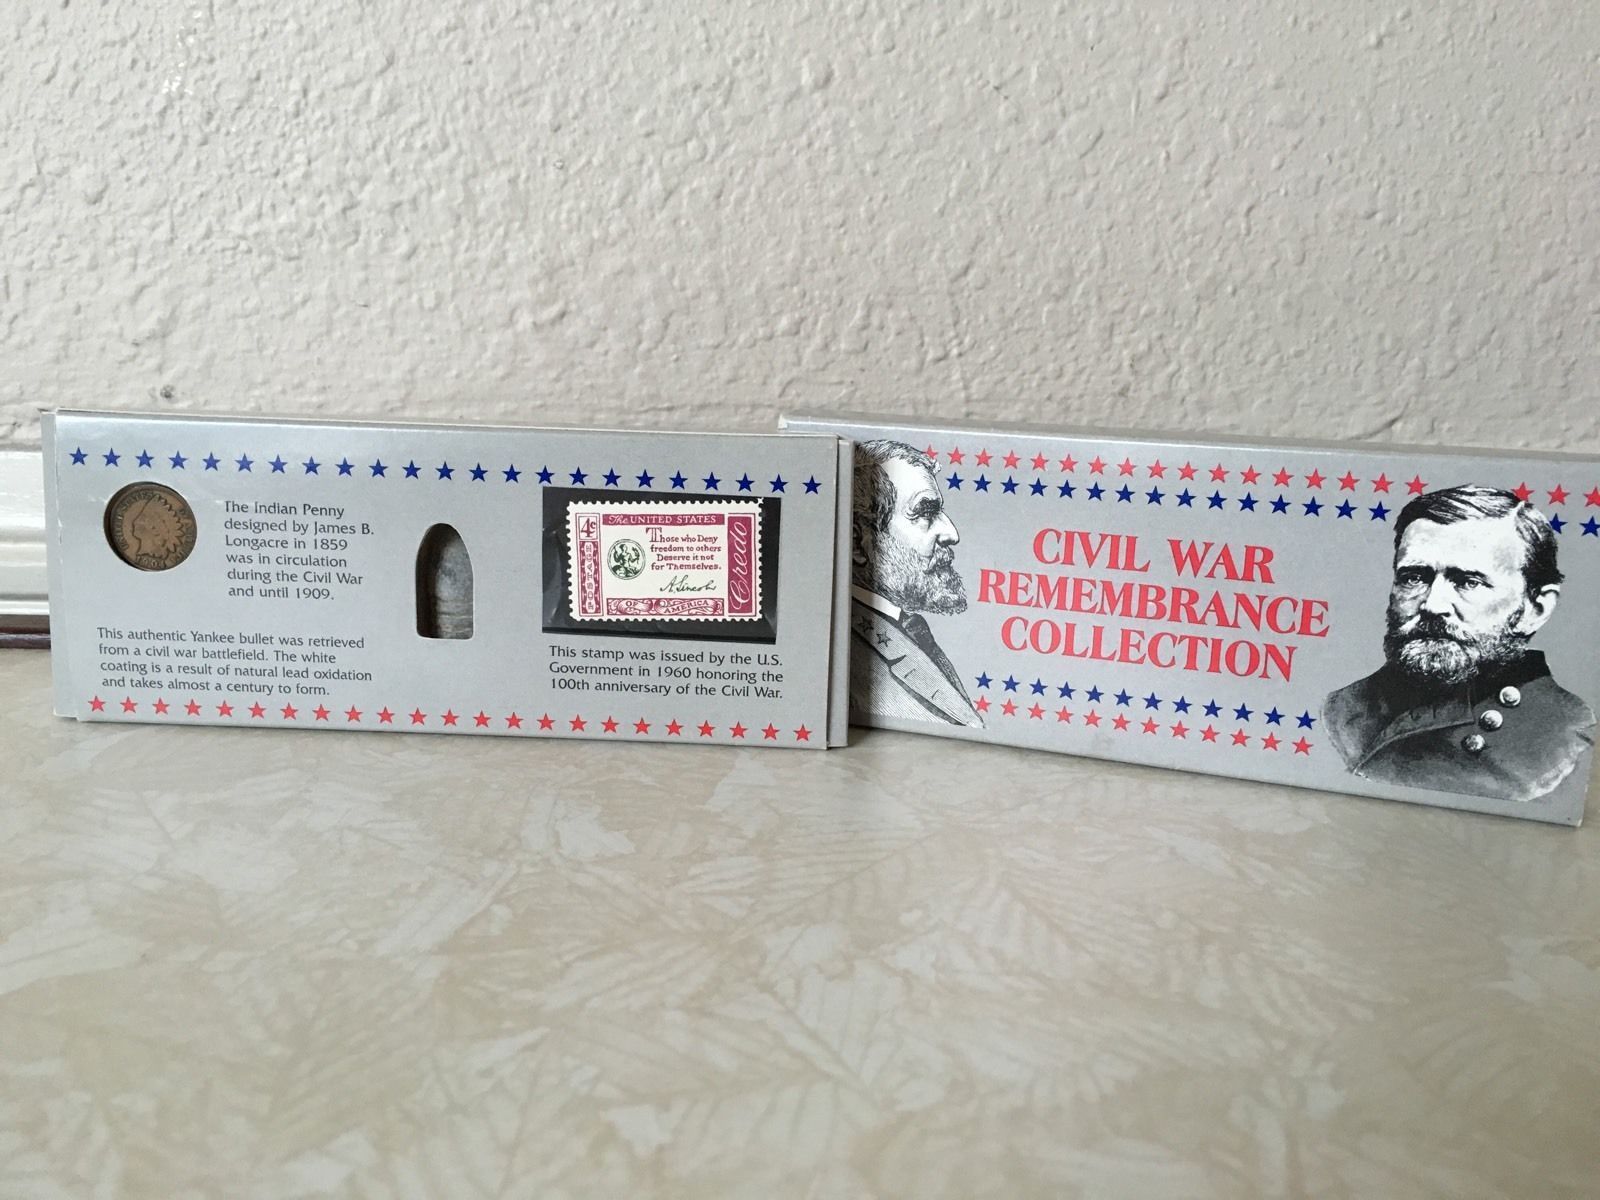 The Indian Penny
designed by James B.
Longacre in 1859
was in circulation
during the Civil War
and until 1909.
This authentic Yankee bullet was retrieved
from a civil war battlefield. The white
coating is a result of natural lead oxidation
and takes almost a century to form.
4c
The UNITED STATES
Those who Deny
freedom to others
Deserve it not
for Themselves.
A. Lincoln
Credo
OF
AMERICA
This stamp was issued by the U.S.
Government in 1960 honoring the
100th anniversary of the Civil War.
CIVIL WAR
REMEMBRANCE
COLLECTION